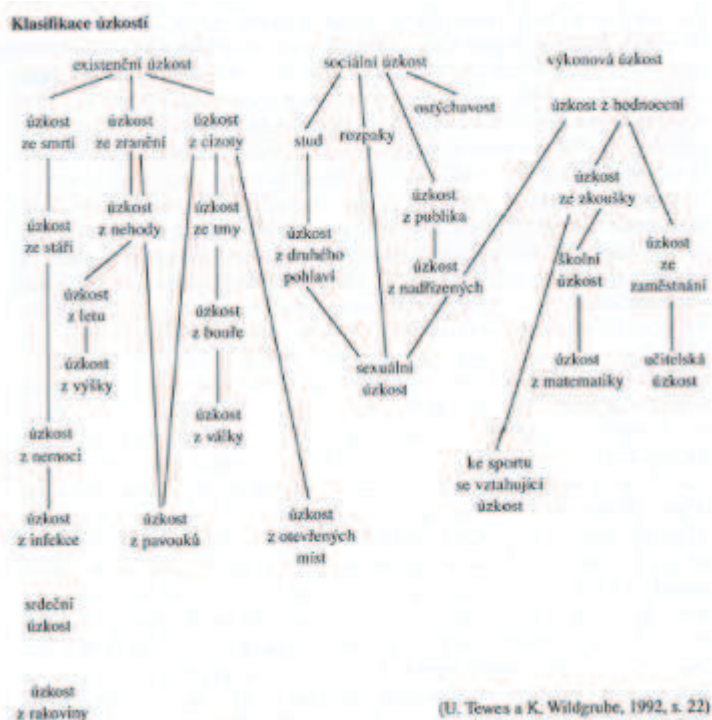 Klasifikace úzkostí
existenční úzkost
sociální úzkost
výkonová úzkost
úzkost
ze smrti
úzkost
ze zranění
úzkost
z cizoty
stud
rozpaky
ostýchavost
úzkost z hodnocení
úzkost
ze stáří
úzkost
z nehody
úzkost
ze tmy
úzkost
z druhého
pohlaví
úzkost
z publika
úzkost
z nadřízených
úzkost
ze zkoušky
školní
úzkost
úzkost
ze
zaměstnání
úzkost
z letu
úzkost
z výšky
úzkost
z bouře
úzkost
z války
sexuální
úzkost
úzkost
z matematiky
učitelská
úzkost
úzkost
z nemoci
úzkost
z infekce
úzkost
z pavouků
úzkost
z otevřených
míst
ke sportu
se vztahující
úzkost
srdeční
úzkost
úzkost
z rakoviny
(U. Tewes a K. Wildgrube, 1992, s. 22)